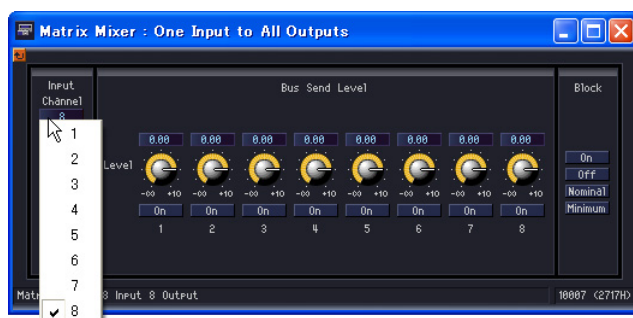 Matrix Mixer : One Input to All Outputs
Input
Channel
8
Bus Send Level
Block
1
2
3
4
5
6
7
8
Level
0.00 0.00 0.00 0.00 0.00 0.00 0.00 0.00
-∞ +10 -∞ +10 -∞ +10 -∞ +10 -∞ +10 -∞ +10 -∞ +10 -∞ +10
On On On On On On On On
1 2 3 4 5 6 7 8
On
Off
Nominal
Minimum
8 Input 8 Output
10007 (2717H)